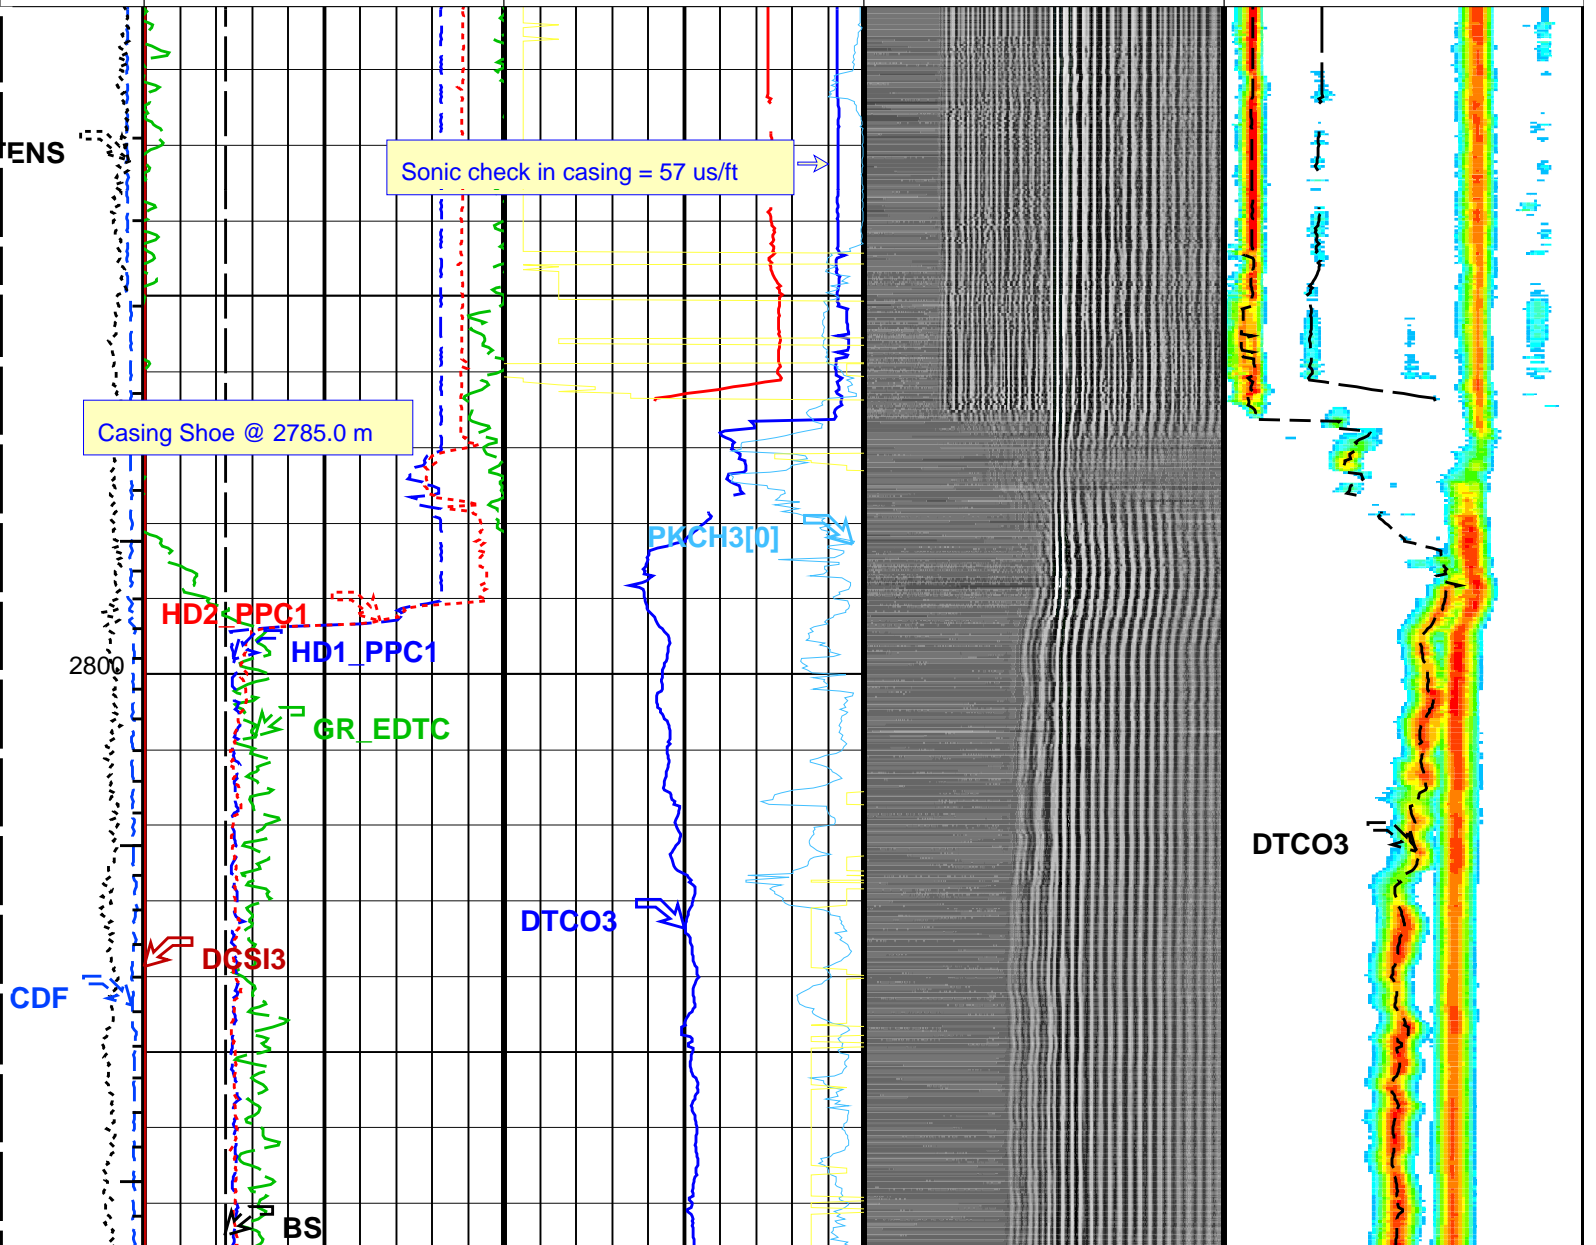 ENS
Sonic check in casing = 57 us/ft
Casing Shoe @ 2785.0 m
PKCH3[0]
HD2_PPC1
HD1_PPC1
2800
GR_EDTC
DTCO3
DTCO3
DCSI3
CDF
BS